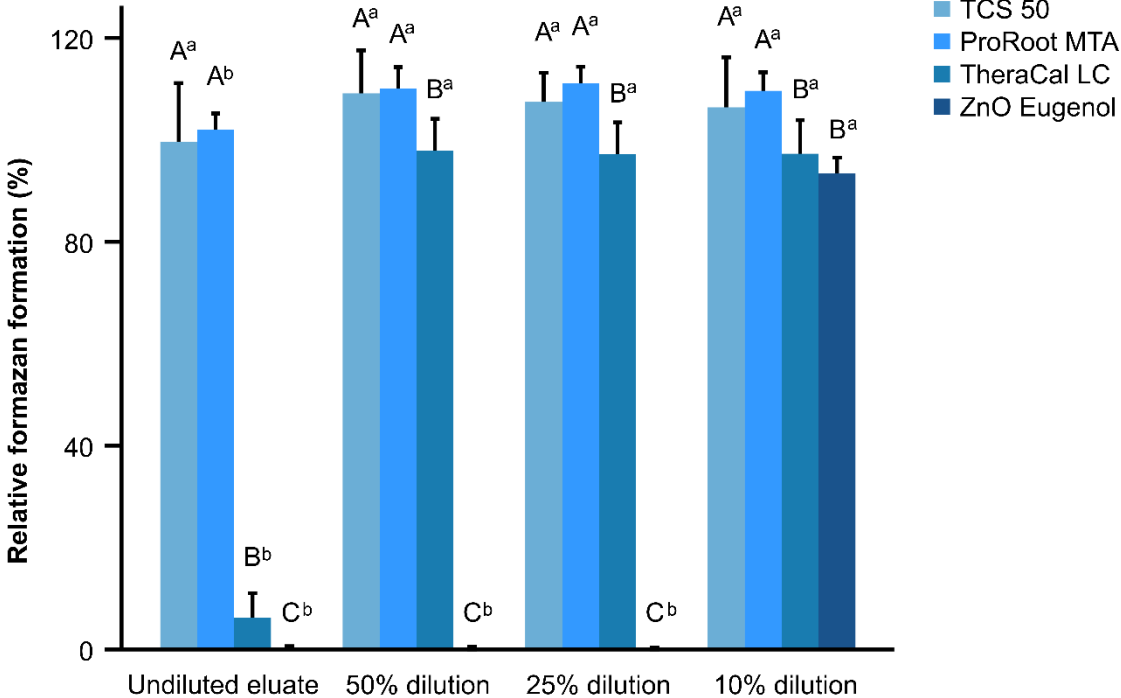 TCS 50
ProRoot MTA
TheraCal LC
ZnO Eugenol
Relative formazan formation (%)
120
80
40
0
Aᵃ Aᵇ Bᵇ Cᵇ
Aᵃ Aᵃ Bᵃ Cᵇ
Aᵃ Aᵃ Bᵃ Cᵇ
Aᵃ Aᵃ Bᵃ Bᵃ
Undiluted eluate 50% dilution 25% dilution 10% dilution